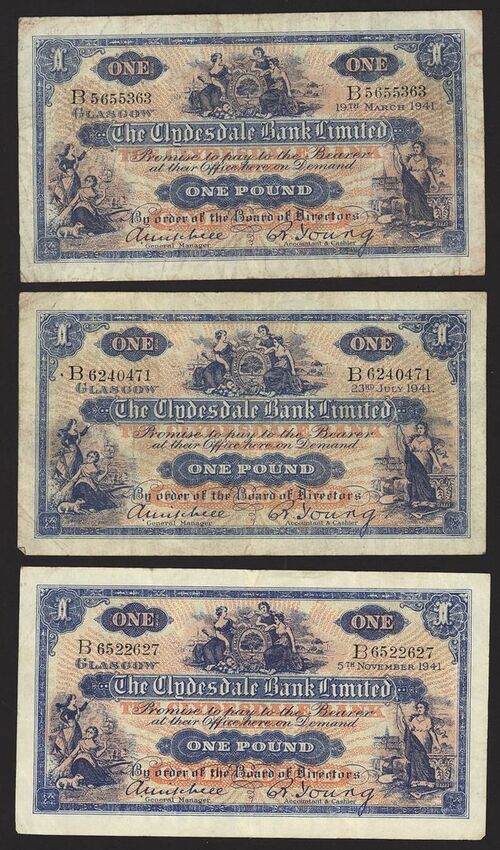 ONE ONE
B 5655363 B 5655363
GLASGOW 19TH MARCH 1941.
The Clydesdale Bank Limited
Promise to pay to the Bearer
at their Office here on Demand
ONE POUND
By order of the Board of Directors
R Young
General Manager Accountant & Cashier
ONE ONE
B 6240471 B 6240471
GLASGOW 23RD JULY 1941.
The Clydesdale Bank Limited
Promise to pay to the Bearer
at their Office here on Demand
ONE POUND
By order of the Board of Directors
R Young
General Manager Accountant & Cashier
ONE ONE
B 6522627 B 6522627
GLASGOW 5TH NOVEMBER 1941.
The Clydesdale Bank Limited
Promise to pay to the Bearer
at their Office here on Demand
ONE POUND
By order of the Board of Directors
R Young
General Manager Accountant & Cashier